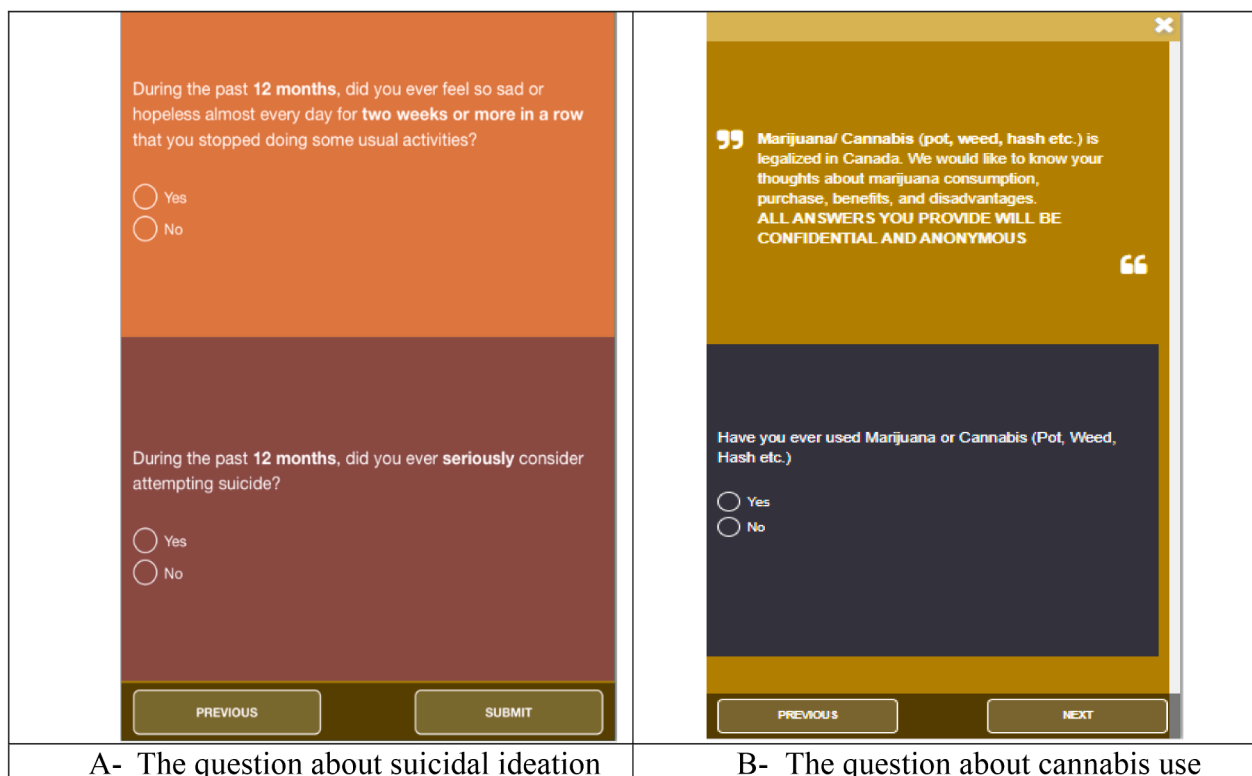 During the past 12 months, did you ever feel so sad or
hopeless almost every day for two weeks or more in a row
that you stopped doing some usual activities?
Yes
No
During the past 12 months, did you ever seriously consider
attempting suicide?
Yes
No
PREVIOUS
SUBMIT
A- The question about suicidal ideation
Marijuana/ Cannabis (pot, weed, hash etc.) is
legalized in Canada. We would like to know your
thoughts about marijuana consumption,
purchase, benefits, and disadvantages.
ALL ANSWERS YOU PROVIDE WILL BE
CONFIDENTIAL AND ANONYMOUS
Have you ever used Marijuana or Cannabis (Pot, Weed,
Hash etc.)
Yes
No
PREVIOUS
NEXT
B- The question about cannabis use